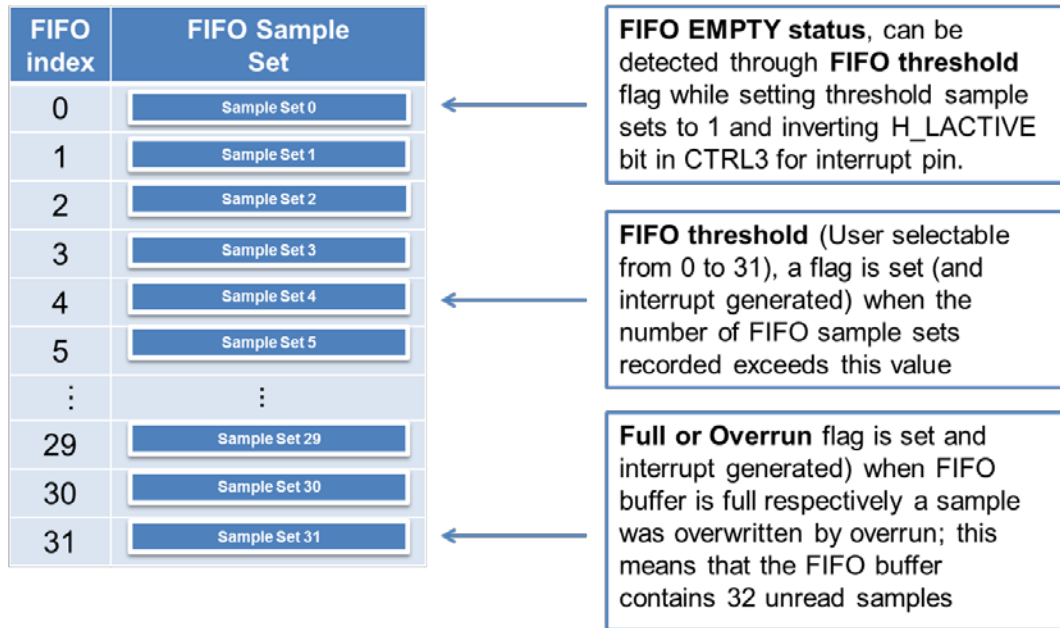 FIFO
index
FIFO Sample
Set
0
Sample Set 0
1
Sample Set 1
2
Sample Set 2
3
Sample Set 3
4
Sample Set 4
5
Sample Set 5
⋮
⋮
29
Sample Set 29
30
Sample Set 30
31
Sample Set 31
FIFO EMPTY status, can be
detected through FIFO threshold
flag while setting threshold sample
sets to 1 and inverting H_LACTIVE
bit in CTRL3 for interrupt pin.
FIFO threshold (User selectable
from 0 to 31), a flag is set (and
interrupt generated) when the
number of FIFO sample sets
recorded exceeds this value
Full or Overrun flag is set and
interrupt generated) when FIFO
buffer is full respectively a sample
was overwritten by overrun; this
means that the FIFO buffer
contains 32 unread samples